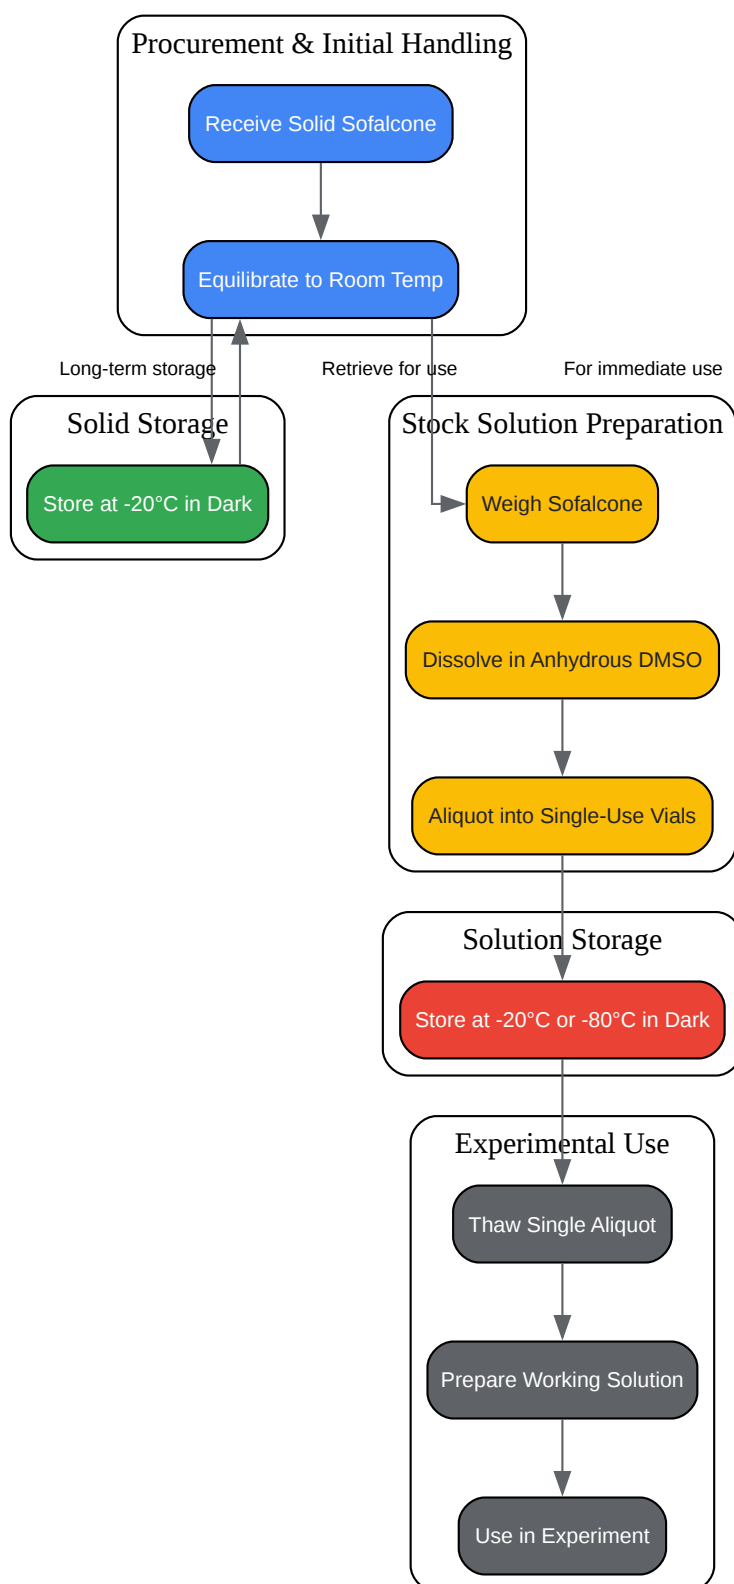 Procurement & Initial Handling
Receive Solid Sofalcone
Equilibrate to Room Temp
Long-term storage
Retrieve for use
For immediate use
Solid Storage
Store at -20°C in Dark
Stock Solution Preparation
Weigh Sofalcone
Dissolve in Anhydrous DMSO
Aliquot into Single-Use Vials
Solution Storage
Store at -20°C or -80°C in Dark
Experimental Use
Thaw Single Aliquot
Prepare Working Solution
Use in Experiment